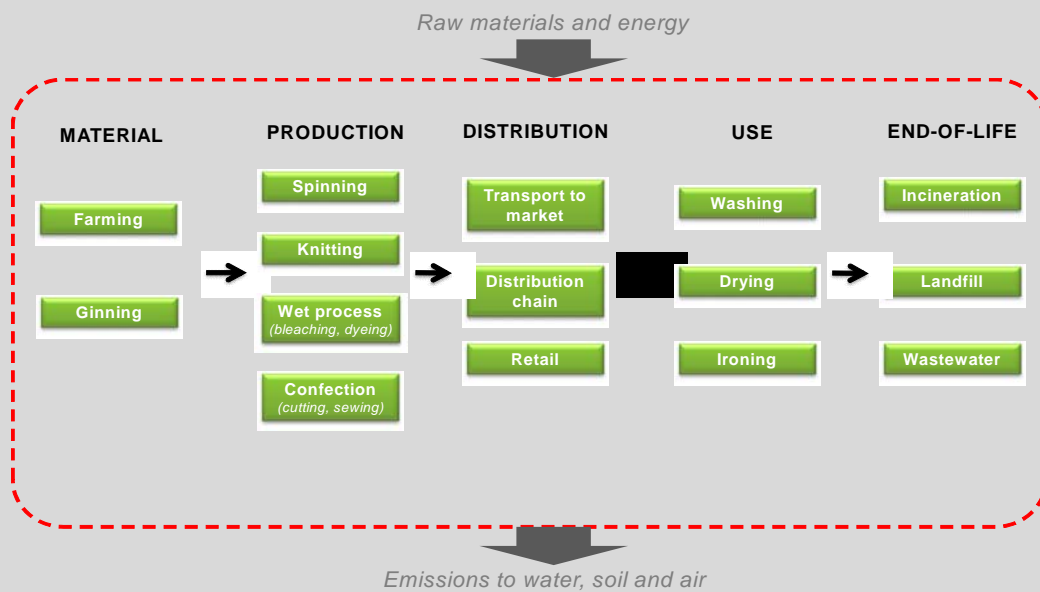 Raw materials and energy
MATERIAL
Farming
Ginning
PRODUCTION
Spinning
Knitting
Wet process
(bleaching, dyeing)
Confection
(cutting, sewing)
DISTRIBUTION
Transport to
market
Distribution
chain
Retail
USE
Washing
Drying
Ironing
END-OF-LIFE
Incineration
Landfill
Wastewater
Emissions to water, soil and air